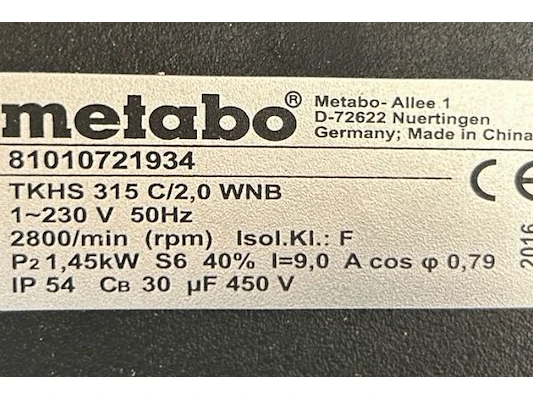 metabo®
Metabo- Allee 1
D-72622 Nuertingen
Germany; Made in China
81010721934
CE
TKHS 315 C/2,0 WNB
1~230 V 50Hz
2800/min (rpm) Isol.Kl.: F
P2 1,45kW S6 40% I=9,0 A cos φ 0,79
IP 54 CB 30 µF 450 V
2016